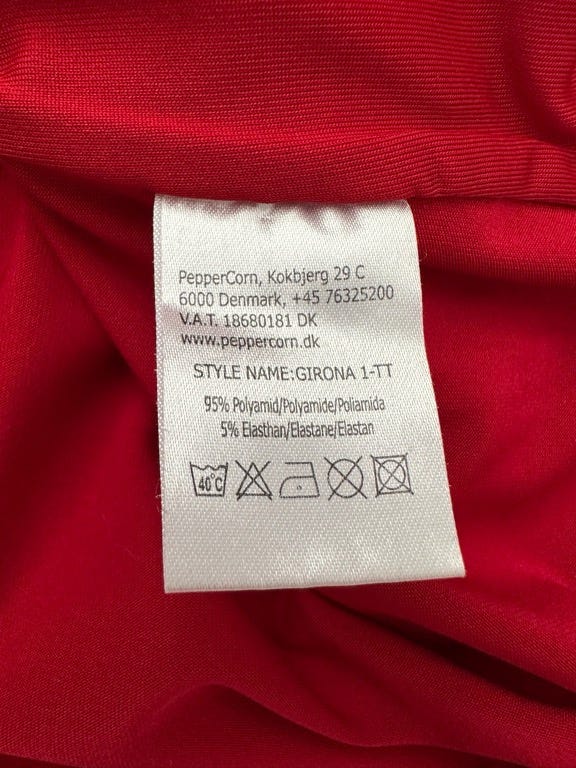 PepperCorn, Kokbjerg 29 C
6000 Denmark, +45 76325200
V.A.T. 18680181 DK
www.peppercorn.dk
STYLE NAME:GIRONA 1-TT
95% Polyamid/Polyamide/Poliamida
5% Elasthan/Elastane/Elastan
40°C